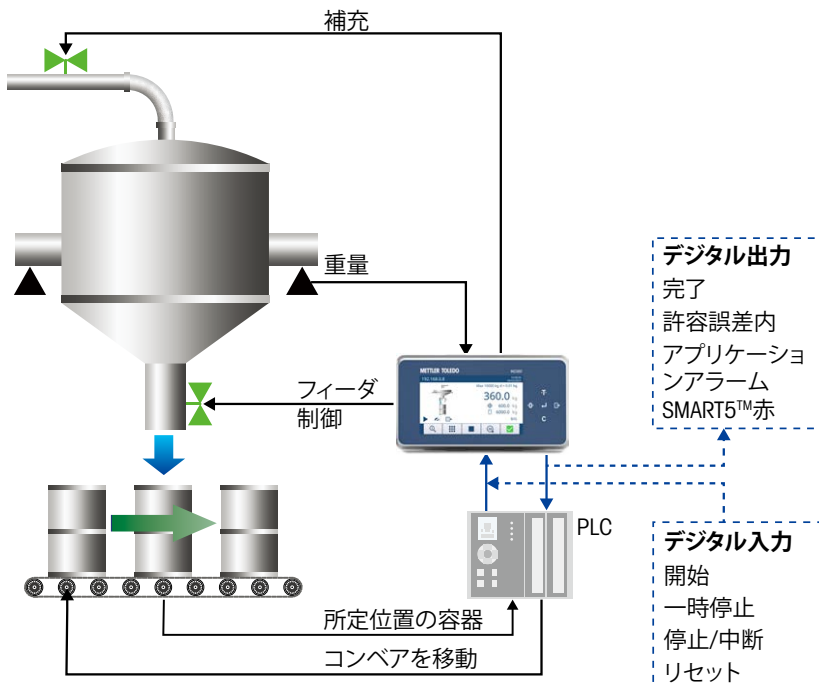 補充
重量
デジタル出力
完了
許容誤差内
アプリケーショ
ンアラーム
SMART5™赤
METTLER TOLEDO
フィーダ
制御
360.0 kg
T
C
PLC
デジタル入力
開始
一時停止
停止/中断
リセット
所定位置の容器
コンベアを移動